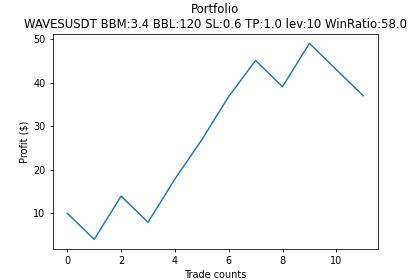 Portfolio
WAVESUSDT BBM:3.4 BBL:120 SL:0.6 TP:1.0 lev:10 WinRatio:58.0
50
40
30
20
10
Profit ($)
0 2 4 6 8 10
Trade counts